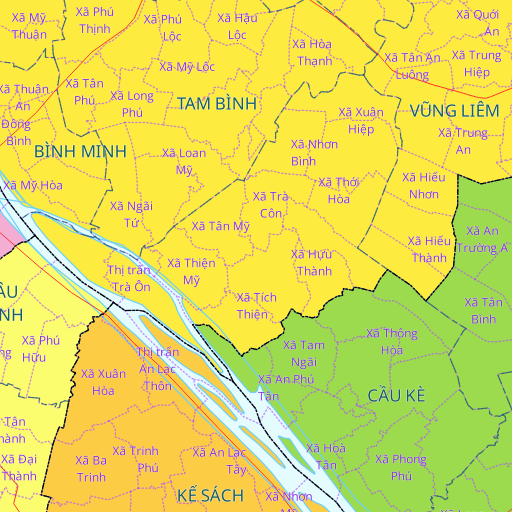 Xã Mỹ
Thuận
Xã Phú
Thịnh
Xã Phú
Lộc
Xã Hậu
Lộc
Xã Quới
An
Xã Hòa
Thạnh
Xã Tân An
Luông
Xã Trung
Hiệp
Xã Mỹ Lộc
Xã Thuận
An
Xã Tân
Phú
Xã Long
Phú
TAM BÌNH
VŨNG LIÊM
Xã Xuân
Hiệp
Đông
Bình
Xã Trung
An
BÌNH MINH
Xã Loan
Mỹ
Xã Nhơn
Bình
Xã Mỹ Hòa
Xã Thới
Hòa
Xã Hiếu
Nhơn
Xã Ngãi
Tứ
Xã Trà
Côn
Xã Tân Mỹ
Xã An
Trường A
Xã Hiếu
Thành
Xã Thiện
Mỹ
Xã Hựu
Thành
Thị trấn
Trà Ôn
Xã Tích
Thiện
Xã Tân
Bình
Xã Phú
Hữu
Xã Thông
Hòa
Xã Tam
Ngãi
Thị trấn
An Lạc
Thôn
Xã Xuân
Hòa
Xã An Phú
Tân
CẦU KÈ
Xã Trinh
Phú
Xã An Lạc
Tây
Xã Hoà
Tân
Xã Ba
Trinh
Xã Đại
Thành
Xã Phong
Phú
KẾ SÁCH
Xã Nhơn